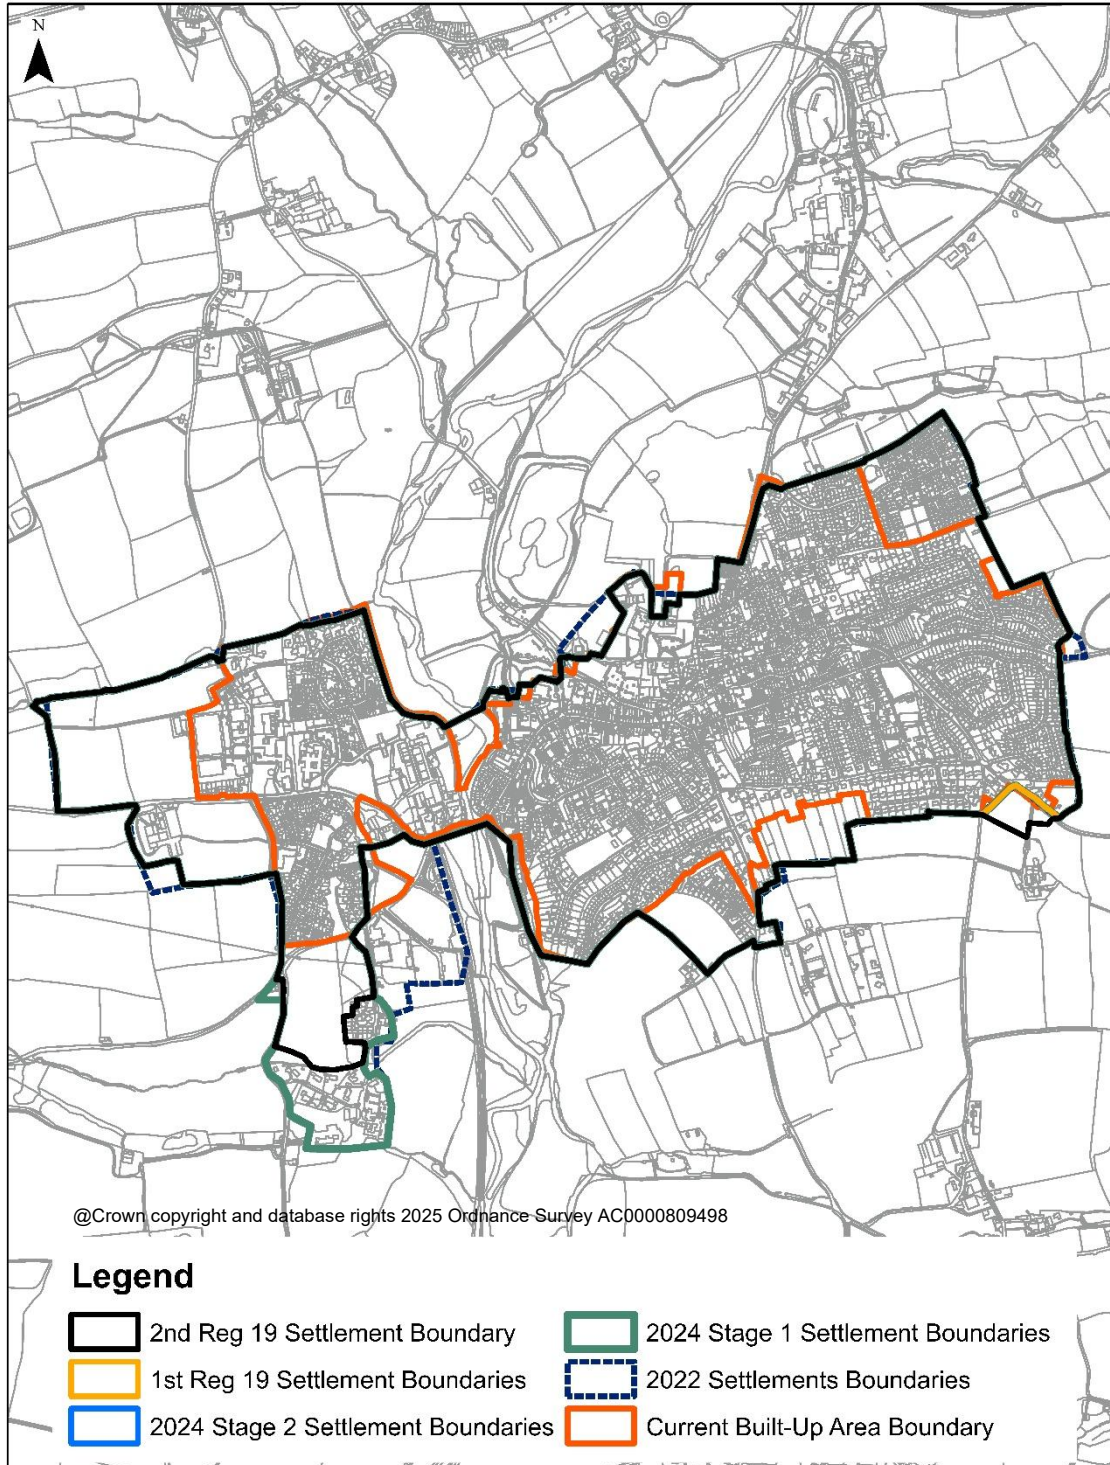 N
@Crown copyright and database rights 2025 Ordnance Survey AC0000809498
Legend
2nd Reg 19 Settlement Boundary
2024 Stage 1 Settlement Boundaries
1st Reg 19 Settlement Boundaries
2022 Settlements Boundaries
2024 Stage 2 Settlement Boundaries
Current Built-Up Area Boundary